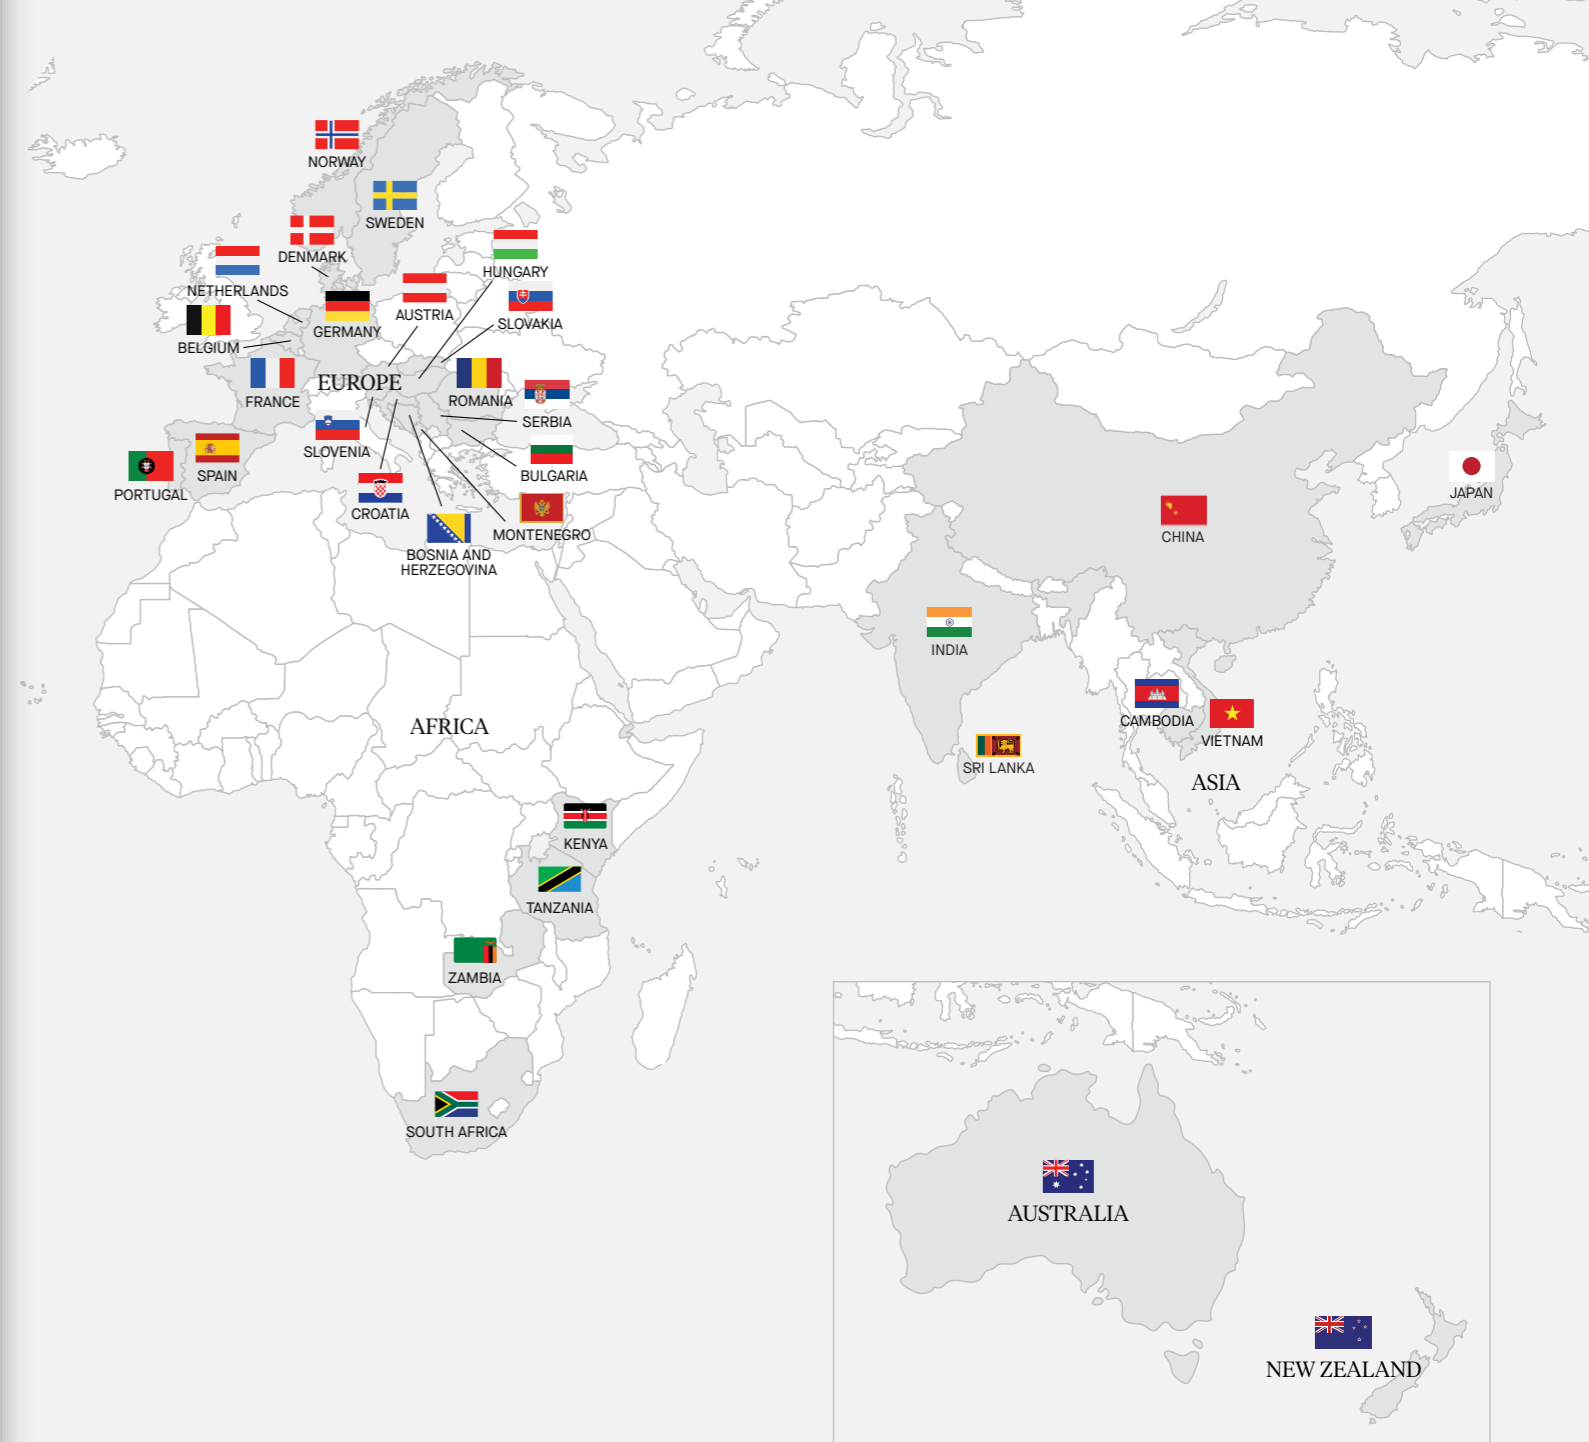 NORWAY
SWEDEN
DENMARK
HUNGARY
NETHERLANDS
AUSTRIA
SLOVAKIA
GERMANY
BELGIUM
EUROPE
FRANCE
ROMANIA
SERBIA
SLOVENIA
SPAIN
BULGARIA
PORTUGAL
CROATIA
MONTENEGRO
BOSNIA AND
HERZEGOVINA
JAPAN
CHINA
INDIA
CAMBODIA
VIETNAM
SRI LANKA
ASIA
AFRICA
KENYA
TANZANIA
ZAMBIA
SOUTH AFRICA
AUSTRALIA
NEW ZEALAND